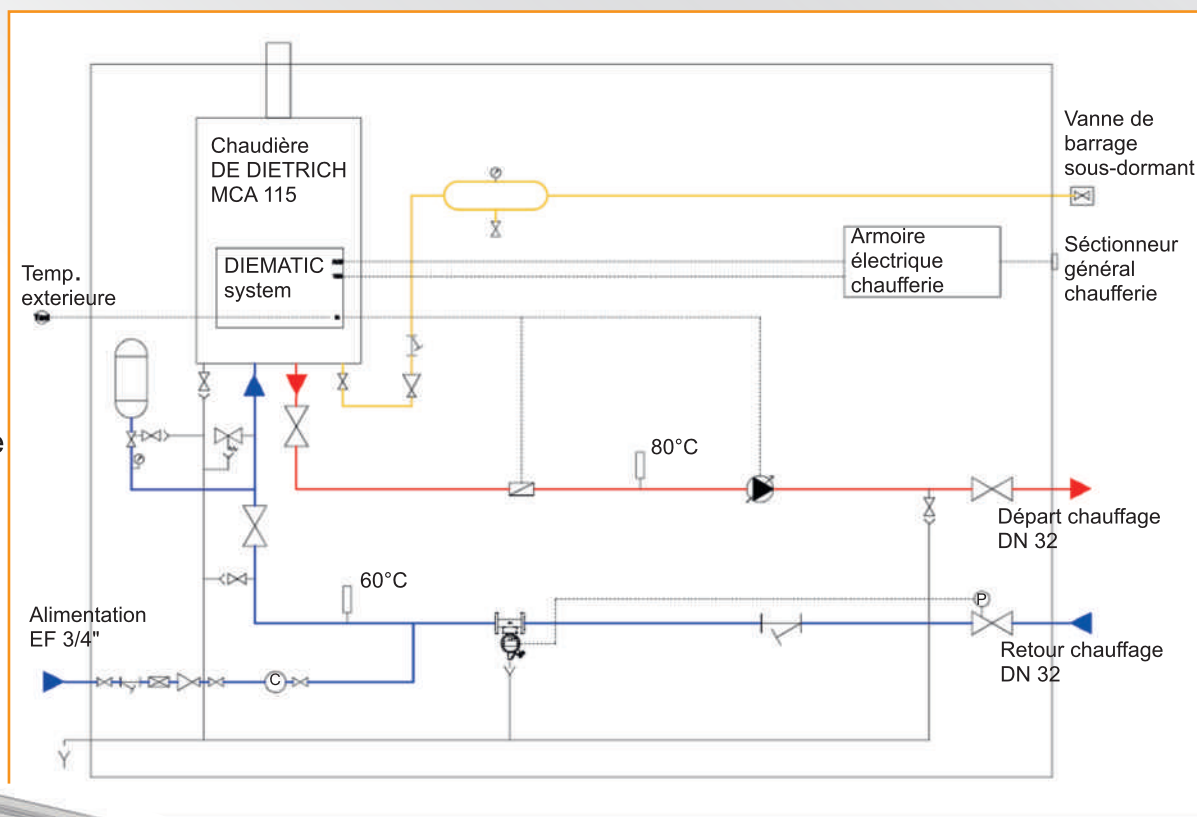 Chaudière
DE DIETRICH
MCA 115
Vanne de
barrage
sous-dormant
DIEMATIC
system
Armoire
électrique
chaufferie
Séctionneur
général
chaufferie
Temp.
exterieure
e
80°C
Départ chauffage
DN 32
60°C
P
Alimentation
EF 3/4"
Retour chauffage
DN 32
C